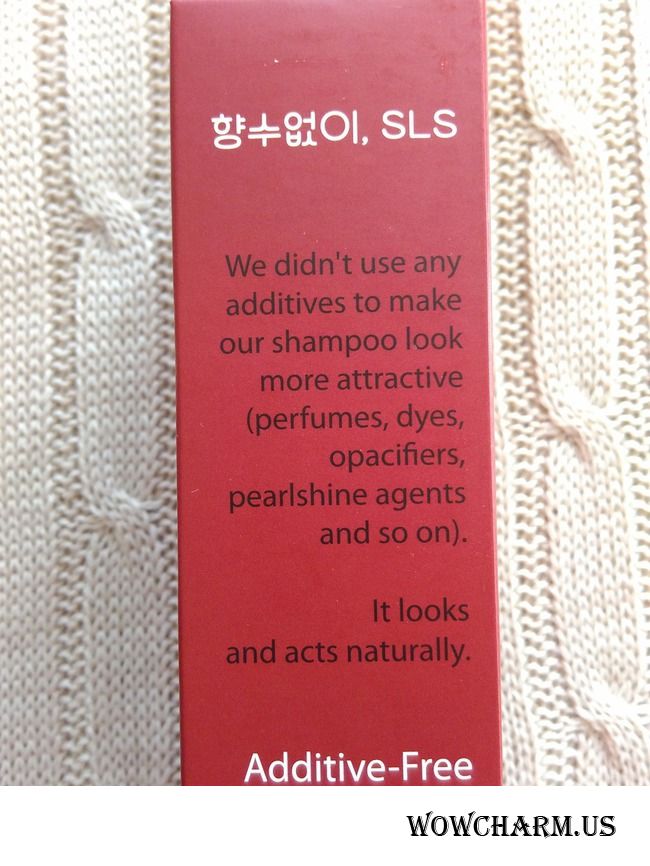 향수없이, SLS
We didn't use any
additives to make
our shampoo look
more attractive
(perfumes, dyes,
opacifiers,
pearlshine agents
and so on).
It looks
and acts naturally.
Additive-Free
WOWCHARM.US